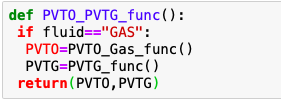 def PVTO_PVTG_func():
 if fluid=="GAS":
  PVTO=PVTO_Gas_func()
  PVTG=PVTG_func()
 return(PVTO,PVTG)